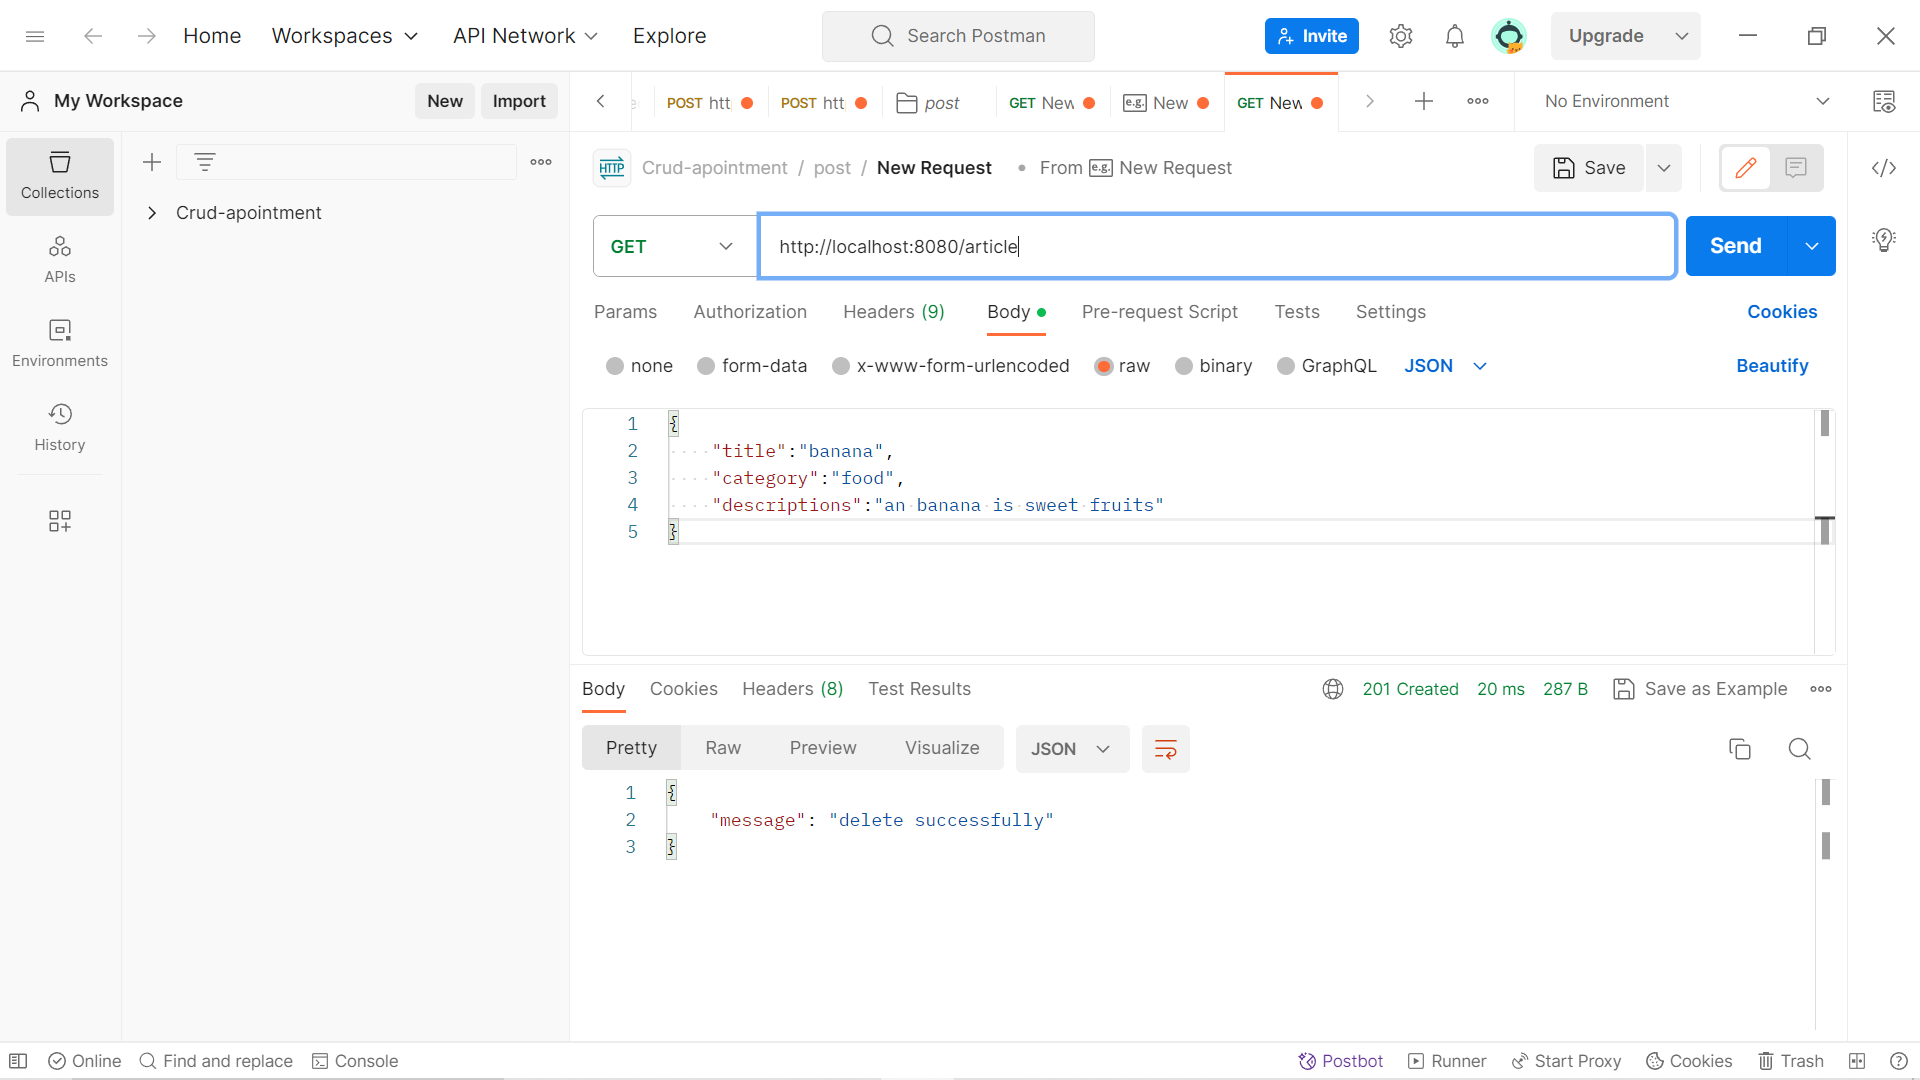 Home Workspaces API Network Explore Search Postman Invite Upgrade
My Workspace New Import POST htt POST htt post GET New e.g. New GET New No Environment
Collections
APIs
Environments
History
Crud-apointment
HTTP Crud-apointment / post / New Request From e.g. New Request Save
GET http://localhost:8080/article Send
Params Authorization Headers (9) Body Pre-request Script Tests Settings Cookies
none form-data x-www-form-urlencoded raw binary GraphQL JSON Beautify
1 {
2 "title":"banana",
3 "category":"food",
4 "descriptions":"an banana is sweet fruits"
5 }
Body Cookies Headers (8) Test Results 201 Created 20 ms 287 B Save as Example
Pretty Raw Preview Visualize JSON
1 {
2 "message": "delete successfully"
3 }
Online Find and replace Console Postbot Runner Start Proxy Cookies Trash